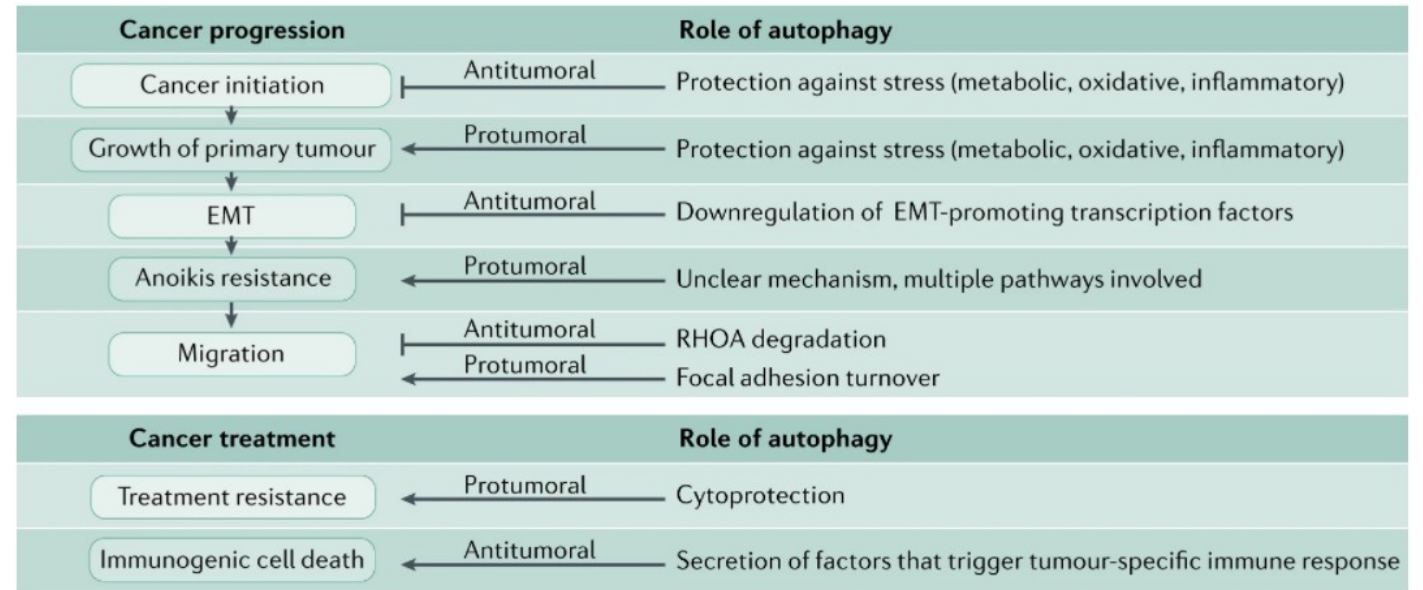 Cancer progression Role of autophagy
Cancer initiation Antitumoral Protection against stress (metabolic, oxidative, inflammatory)
Growth of primary tumour Protumoral Protection against stress (metabolic, oxidative, inflammatory)
EMT Antitumoral Downregulation of EMT-promoting transcription factors
Anoikis resistance Protumoral Unclear mechanism, multiple pathways involved
Migration Antitumoral RHOA degradation
Protumoral Focal adhesion turnover
Cancer treatment Role of autophagy
Treatment resistance Protumoral Cytoprotection
Immunogenic cell death Antitumoral Secretion of factors that trigger tumour-specific immune response